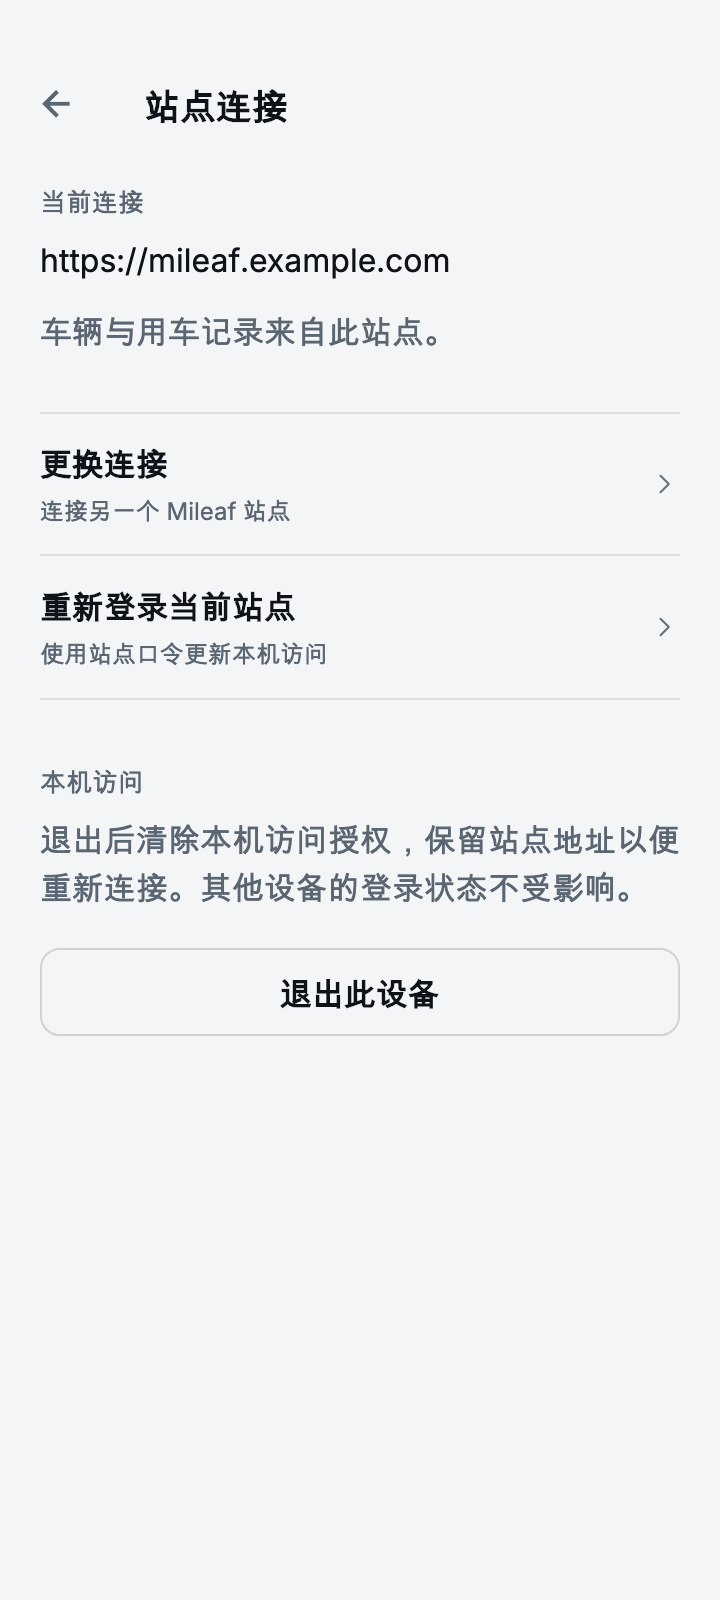 站点连接
当前连接
https://mileaf.example.com
车辆与用车记录来自此站点。
更换连接
连接另一个 Mileaf 站点
重新登录当前站点
使用站点口令更新本机访问
本机访问
退出后清除本机访问授权，保留站点地址以便
重新连接。其他设备的登录状态不受影响。
退出此设备